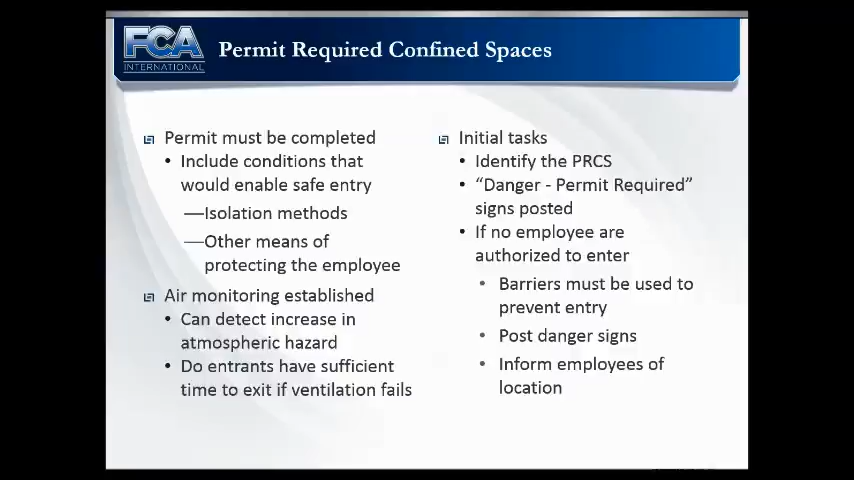 FCA
INTERNATIONAL
Permit Required Confined Spaces
Permit must be completed
• Include conditions that
would enable safe entry
—Isolation methods
—Other means of
protecting the employee
Air monitoring established
• Can detect increase in
atmospheric hazard
• Do entrants have sufficient
time to exit if ventilation fails
Initial tasks
• Identify the PRCS
• “Danger - Permit Required”
signs posted
• If no employee are
authorized to enter
• Barriers must be used to
prevent entry
• Post danger signs
• Inform employees of
location